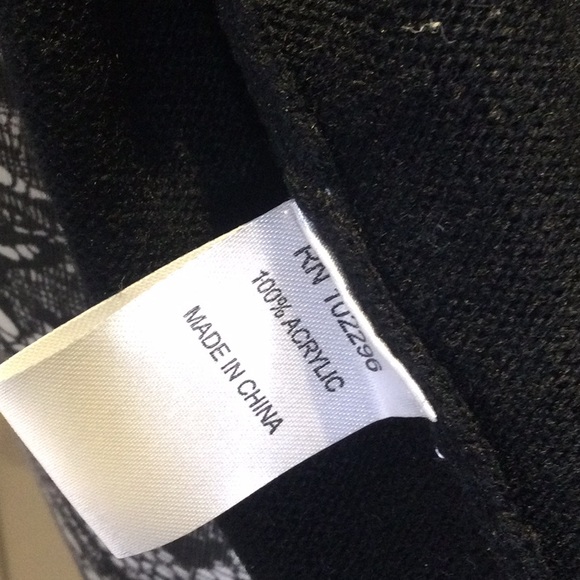 RN 102296
100% ACRYLIC
MADE IN CHINA